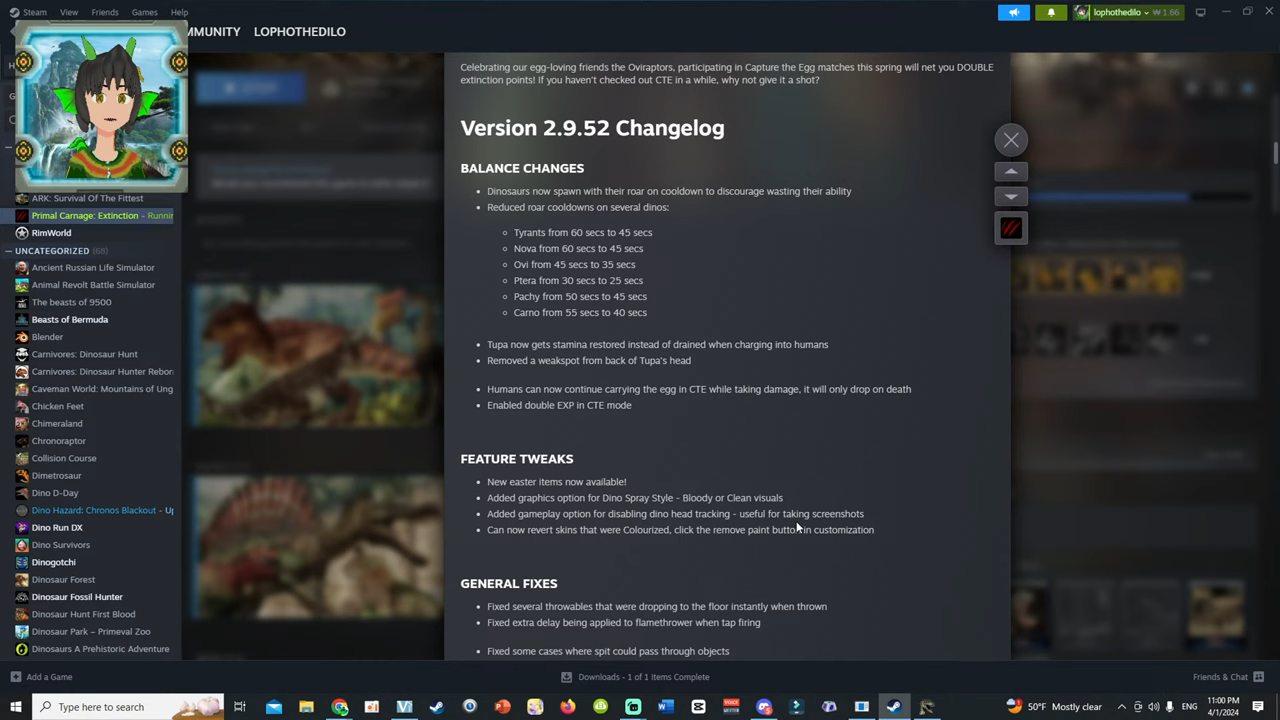 Steam View Friends Games Help
lophothedilo ₩ 1.66
MMUNITY LOPHOTHEDILO
Celebrating our egg-loving friends the Oviraptors, participating in Capture the Egg matches this spring will net you DOUBLE
extinction points! If you haven't checked out CTE in a while, why not give it a shot?
Version 2.9.52 Changelog
BALANCE CHANGES
Dinosaurs now spawn with their roar on cooldown to discourage wasting their ability
Reduced roar cooldowns on several dinos:
Tyrants from 60 secs to 45 secs
Nova from 60 secs to 45 secs
Ovi from 45 secs to 35 secs
Ptera from 30 secs to 25 secs
Pachy from 50 secs to 45 secs
Carno from 55 secs to 40 secs
Tupa now gets stamina restored instead of drained when charging into humans
Removed a weakspot from back of Tupa's head
Humans can now continue carrying the egg in CTE while taking damage, it will only drop on death
Enabled double EXP in CTE mode
FEATURE TWEAKS
New easter items now available!
Added graphics option for Dino Spray Style - Bloody or Clean visuals
Added gameplay option for disabling dino head tracking - useful for taking screenshots
Can now revert skins that were Colourized, click the remove paint button in customization
GENERAL FIXES
Fixed several throwables that were dropping to the floor instantly when thrown
Fixed extra delay being applied to flamethrower when tap firing
Fixed some cases where spit could pass through objects
ARK: Survival Of The Fittest
Primal Carnage: Extinction - Runnin
RimWorld
UNCATEGORIZED (68)
Ancient Russian Life Simulator
Animal Revolt Battle Simulator
The beasts of 9500
Beasts of Bermuda
Blender
Carnivores: Dinosaur Hunt
Carnivores: Dinosaur Hunter Rebor
Caveman World: Mountains of Ung
Chicken Feet
Chimeraland
Chronoraptor
Collision Course
Dimetrosaur
Dino D-Day
Dino Hazard: Chronos Blackout - Up
Dino Run DX
Dino Survivors
Dinogotchi
Dinosaur Forest
Dinosaur Fossil Hunter
Dinosaur Hunt First Blood
Dinosaur Park – Primeval Zoo
Dinosaurs A Prehistoric Adventure
Add a Game
Downloads - 1 of 1 Items Complete
Friends & Chat
Type here to search
50°F Mostly clear
11:00 PM
4/1/2024